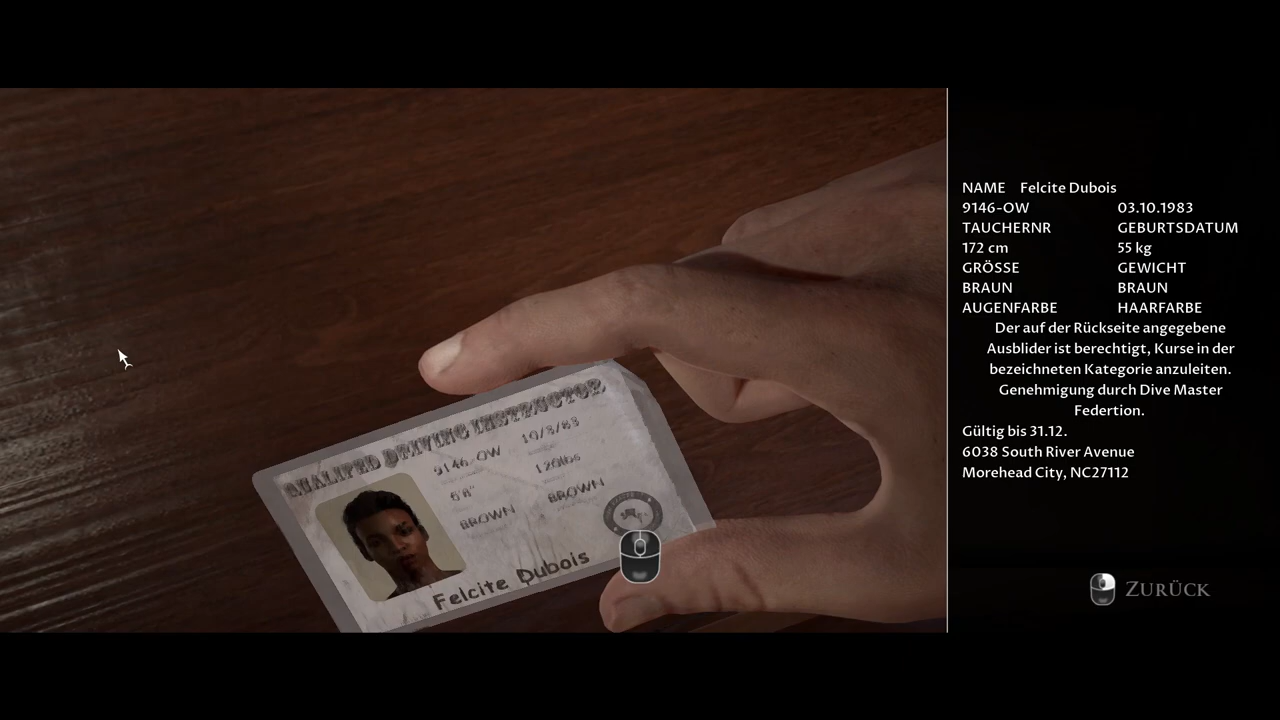 QUALIFED DRIVING INSTRUCTOR
9146-OW 10/3/83
6'8" 120lbs
BROWN BROWN
Felcite Dubois
NAME Felcite Dubois
9146-OW 03.10.1983
TAUCHERNR GEBURTSDATUM
172 cm 55 kg
GRÖSSE GEWICHT
BRAUN BRAUN
AUGENFARBE HAARFARBE
Der auf der Rückseite angegebene
Ausblider ist berechtigt, Kurse in der
bezeichneten Kategorie anzuleiten.
Genehmigung durch Dive Master
Federtion.
Gültig bis 31.12.
6038 South River Avenue
Morehead City, NC27112
ZURÜCK